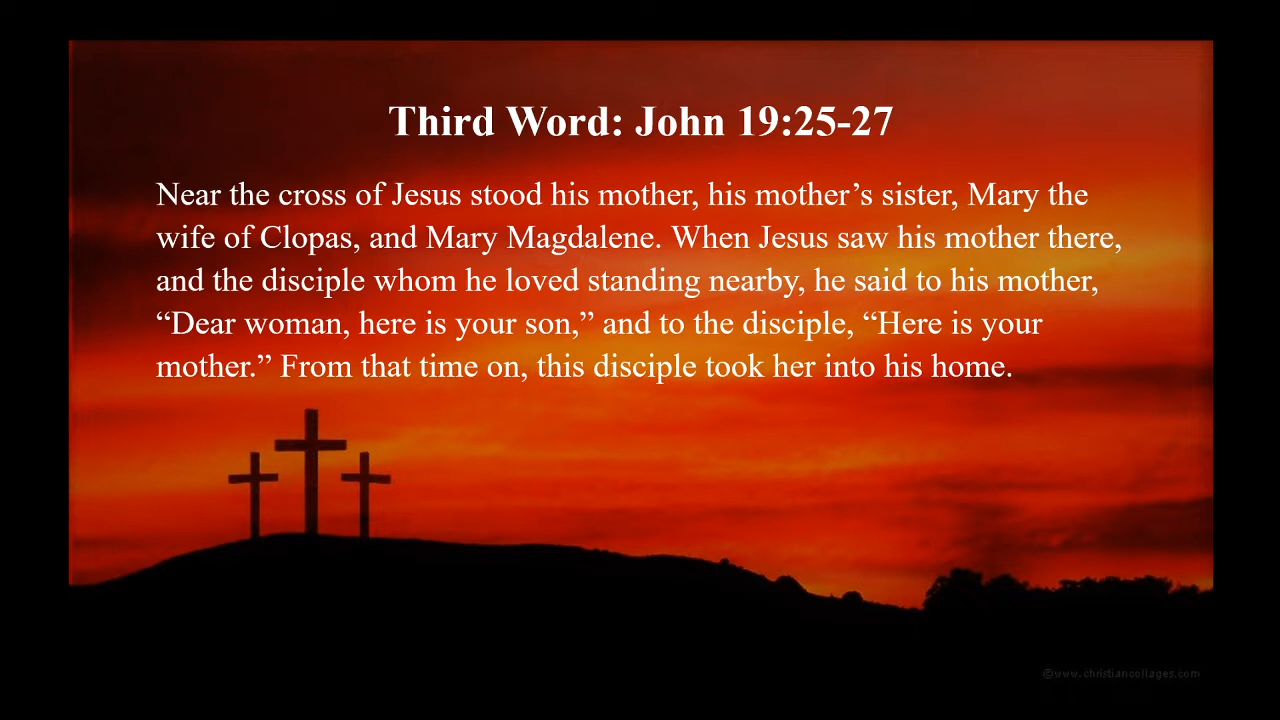 Third Word: John 19:25-27
Near the cross of Jesus stood his mother, his mother’s sister, Mary the
wife of Clopas, and Mary Magdalene. When Jesus saw his mother there,
and the disciple whom he loved standing nearby, he said to his mother,
“Dear woman, here is your son,” and to the disciple, “Here is your
mother.” From that time on, this disciple took her into his home.
©www.christiancollages.com